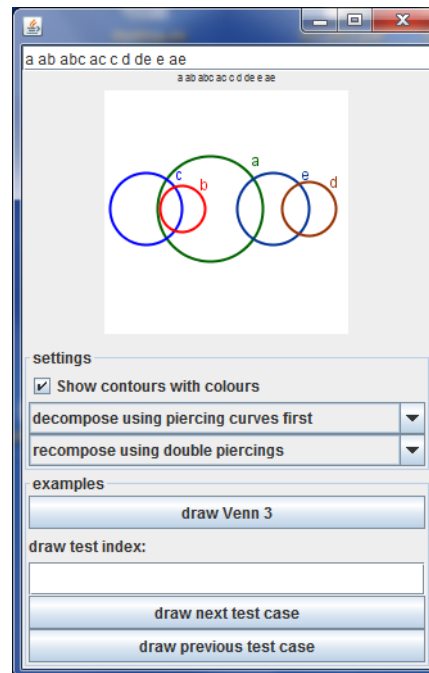 a ab abc ac c d de e ae
a ab abc ac c d de e ae
a
c
e
b
d
settings
Show contours with colours
decompose using piercing curves first
recompose using double piercings
examples
draw Venn 3
draw test index:
draw next test case
draw previous test case